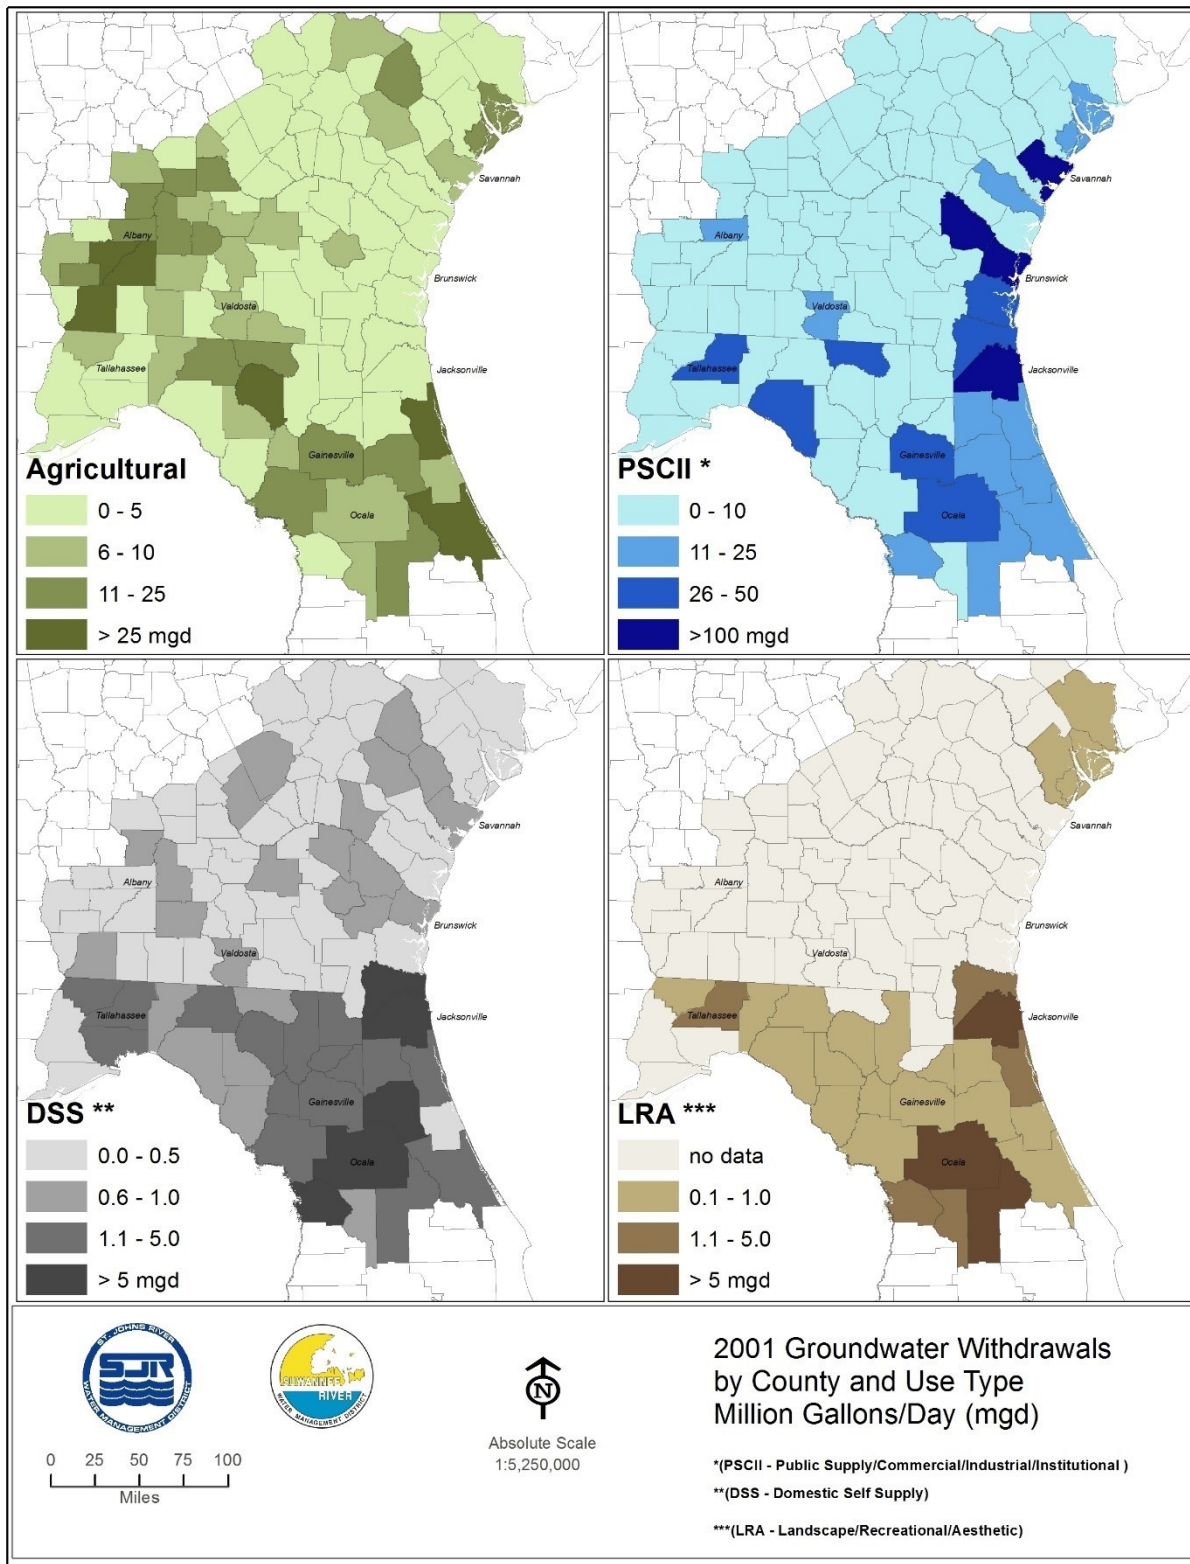 Savannah
Albany
Brunswick
Valdosta
Tallahassee
Jacksonville
Gainesville
Ocala
Agricultural
0 - 5
6 - 10
11 - 25
> 25 mgd
Savannah
Albany
Brunswick
Valdosta
Tallahassee
Jacksonville
Gainesville
Ocala
PSCII *
0 - 10
11 - 25
26 - 50
>100 mgd
Savannah
Albany
Brunswick
Valdosta
Tallahassee
Jacksonville
Gainesville
Ocala
DSS **
0.0 - 0.5
0.6 - 1.0
1.1 - 5.0
> 5 mgd
Savannah
Albany
Brunswick
Valdosta
Tallahassee
Jacksonville
Gainesville
Ocala
LRA ***
no data
0.1 - 1.0
1.1 - 5.0
> 5 mgd
ST. JOHNS RIVER
SJR
WATER MANAGEMENT DISTRICT
SUWANNEE
RIVER
WATER MANAGEMENT DISTRICT
N
Absolute Scale
1:5,250,000
0 25 50 75 100
Miles
2001 Groundwater Withdrawals
by County and Use Type
Million Gallons/Day (mgd)
*(PSCII - Public Supply/Commercial/Industrial/Institutional )
**(DSS - Domestic Self Supply)
***(LRA - Landscape/Recreational/Aesthetic)